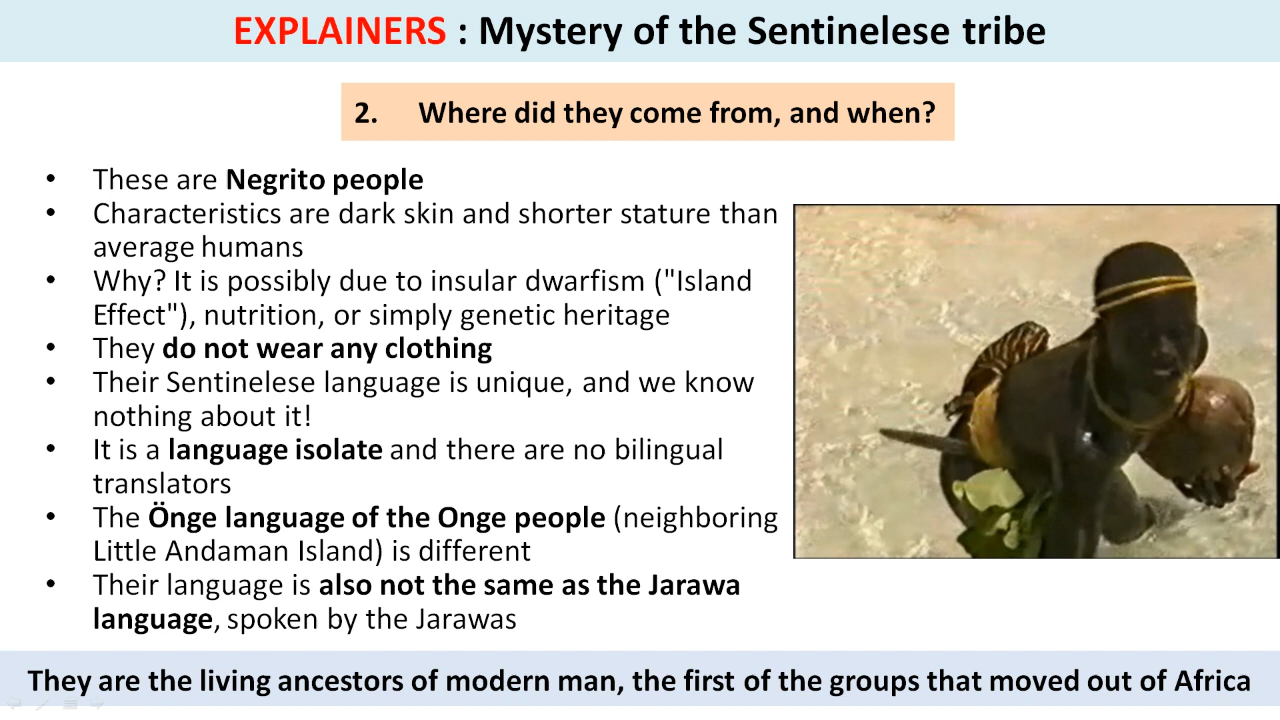 EXPLAINERS : Mystery of the Sentinelese tribe
2. Where did they come from, and when?
• These are Negrito people
• Characteristics are dark skin and shorter stature than
average humans
• Why? It is possibly due to insular dwarfism ("Island
Effect"), nutrition, or simply genetic heritage
• They do not wear any clothing
• Their Sentinelese language is unique, and we know
nothing about it!
• It is a language isolate and there are no bilingual
translators
• The Önge language of the Onge people (neighboring
Little Andaman Island) is different
• Their language is also not the same as the Jarawa
language, spoken by the Jarawas
They are the living ancestors of modern man, the first of the groups that moved out of Africa